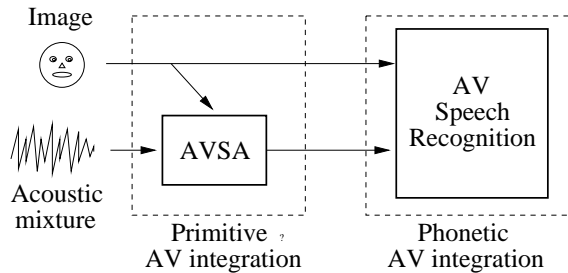 Image
AV
Speech
Recognition
AVSA
Acoustic
mixture
Primitive ?
AV integration
Phonetic
AV integration